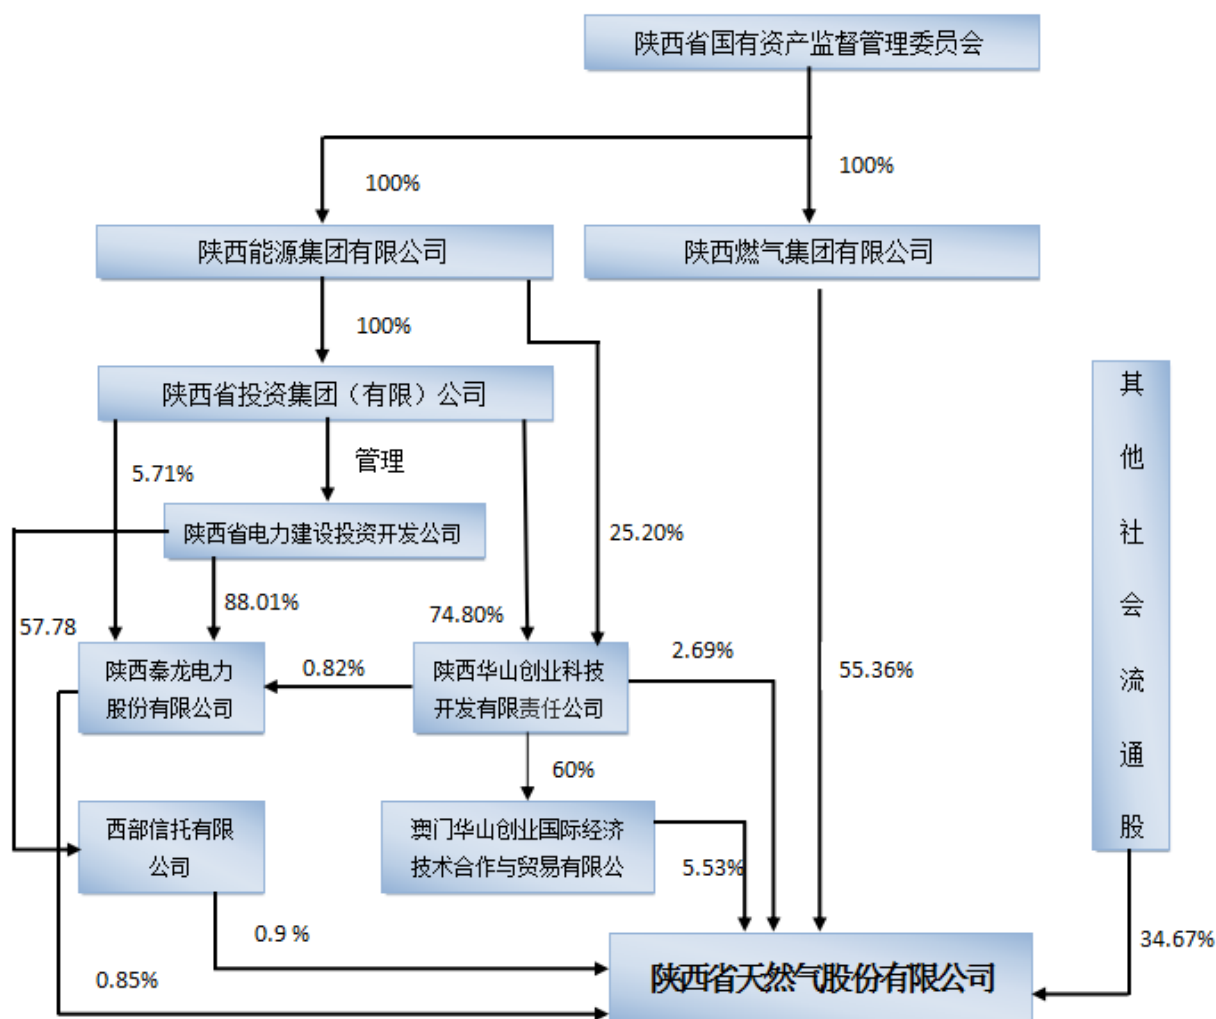 陕西省国有资产监督管理委员会
100%
100%
陕西能源集团有限公司
陕西燃气集团有限公司
100%
陕西省投资集团（有限）公司
其他社会流通股
5.71%
管理
陕西省电力建设投资开发公司
25.20%
88.01%
74.80%
57.78
陕西秦龙电力
股份有限公司
0.82%
陕西华山创业科技
开发有限责任公司
2.69%
55.36%
60%
西部信托有限
公司
澳门华山创业国际经济
技术合作与贸易有限公
5.53%
0.9 %
34.67%
0.85%
陕西省天然气股份有限公司